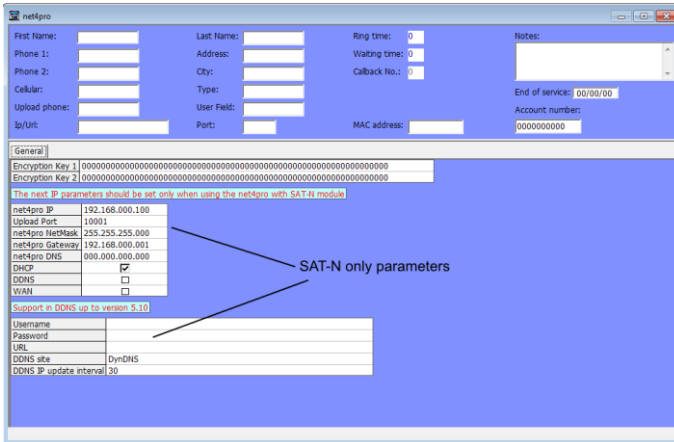 net4pro
First Name: Last Name: Ring time: 0 Notes:
Phone 1: Address: Waiting time: 0
Phone 2: City: Callback No.: 0
Cellular: Type: End of service: 00/00/00
Upload phone: User Field: Account number:
Ip/Url: Port: MAC address: 0000000000
General
Encryption Key 1 0000000000000000000000000000000000000000000000000000000000000000
Encryption Key 2 0000000000000000000000000000000000000000000000000000000000000000
The next IP parameters should be set only when using the net4pro with SAT-N module
net4pro IP 192.168.000.100
Upload Port 10001
net4pro NetMask 255.255.255.000
net4pro Gateway 192.168.000.001
net4pro DNS 000.000.000.000
DHCP
SAT-N only parameters
DDNS
WAN
Support in DDNS up to version 5.10
Username
Password
URL
DDNS site DynDNS
DDNS IP update interval 30